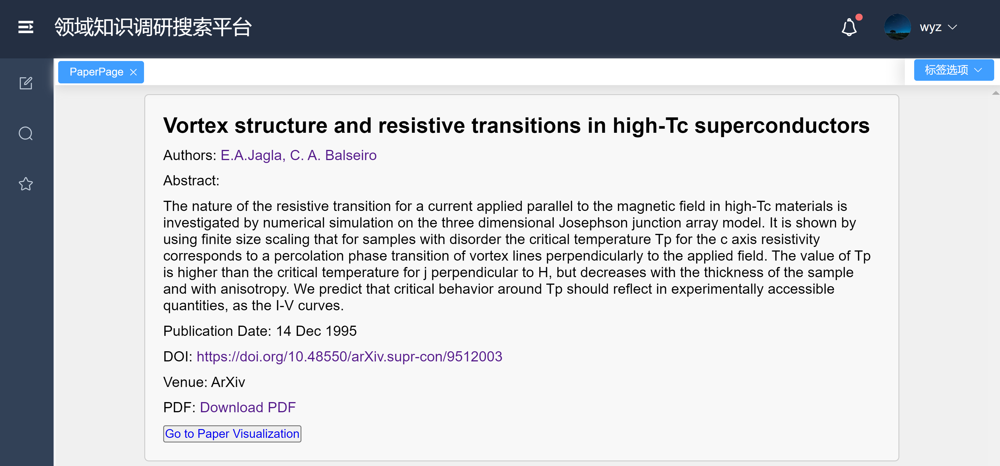 领域知识调研搜索平台
wyz
PaperPage
标签选项
Vortex structure and resistive transitions in high-Tc superconductors
Authors: E.A.Jagla, C. A. Balseiro
Abstract:
The nature of the resistive transition for a current applied parallel to the magnetic field in high-Tc materials is
investigated by numerical simulation on the three dimensional Josephson junction array model. It is shown by
using finite size scaling that for samples with disorder the critical temperature Tp for the c axis resistivity
corresponds to a percolation phase transition of vortex lines perpendicularly to the applied field. The value of Tp
is higher than the critical temperature for j perpendicular to H, but decreases with the thickness of the sample
and with anisotropy. We predict that critical behavior around Tp should reflect in experimentally accessible
quantities, as the I-V curves.
Publication Date: 14 Dec 1995
DOI: https://doi.org/10.48550/arXiv.supr-con/9512003
Venue: ArXiv
PDF: Download PDF
Go to Paper Visualization